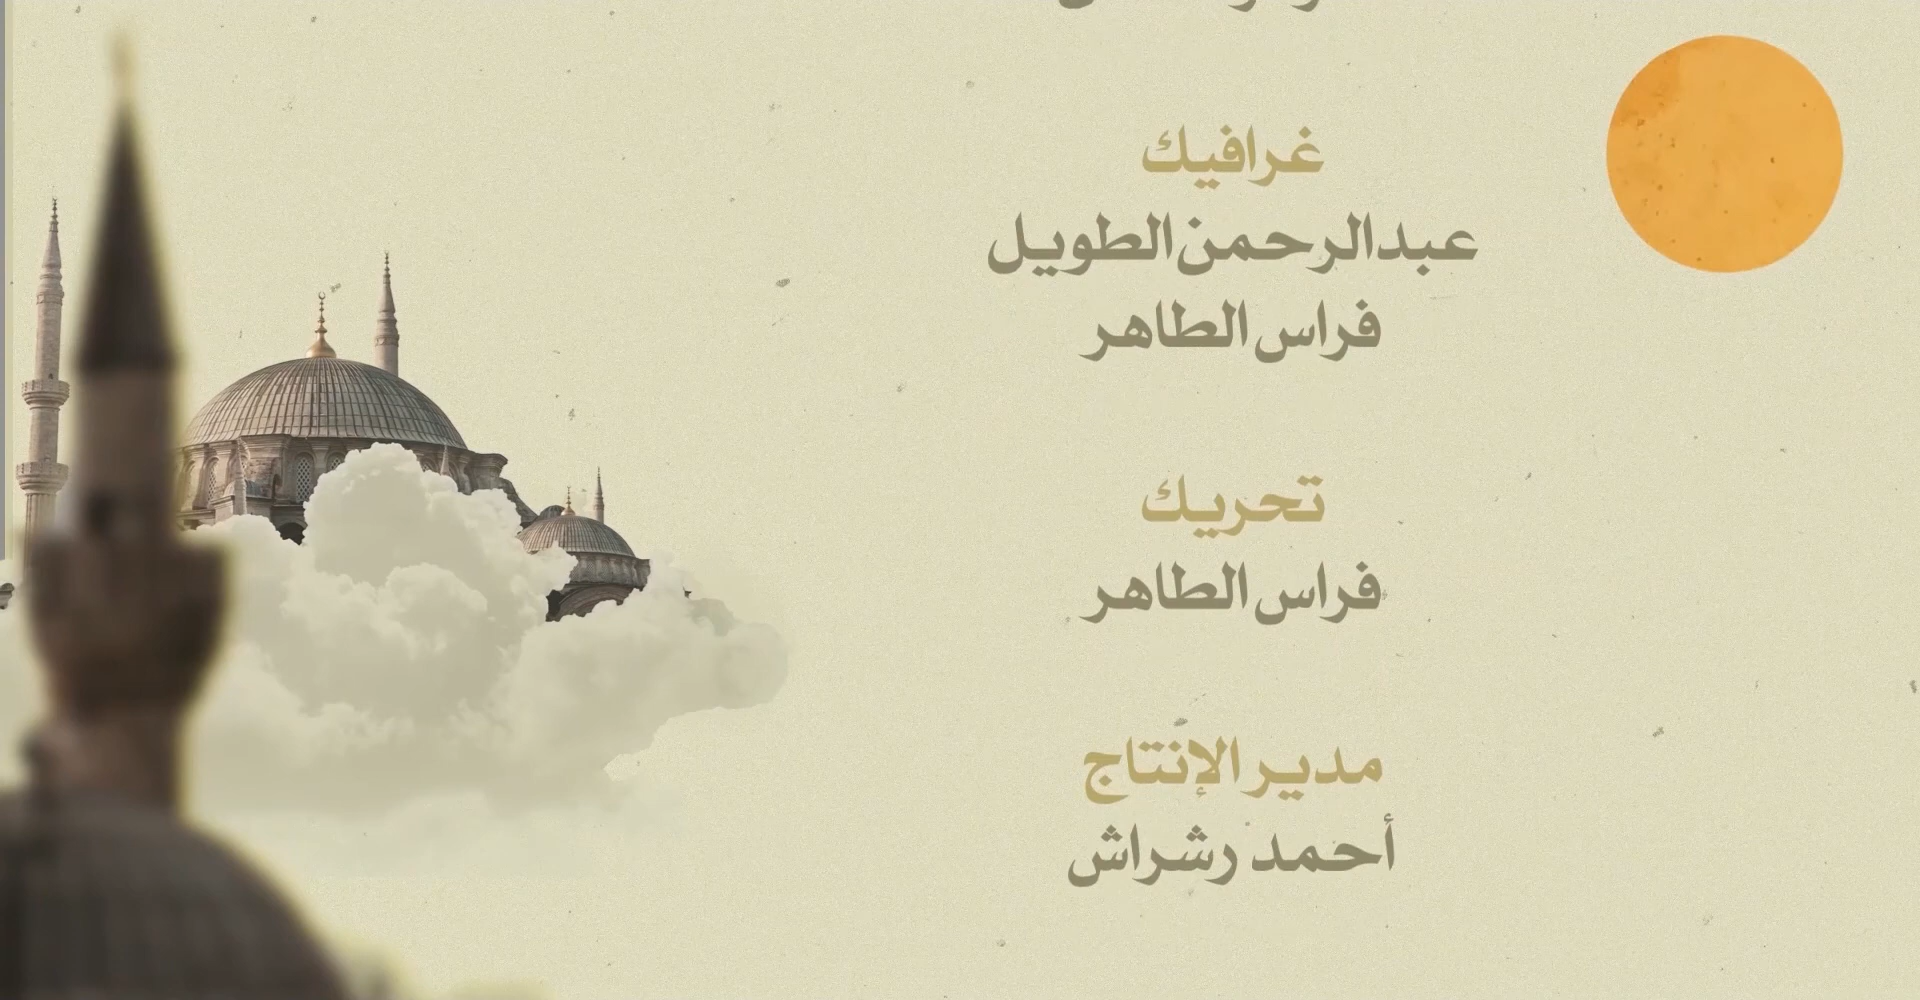 غرافيك
عبدالرحمن الطويل
فراس الطاهر
تحريك
فراس الطاهر
مدير الإنتاج
أحمد رشراش